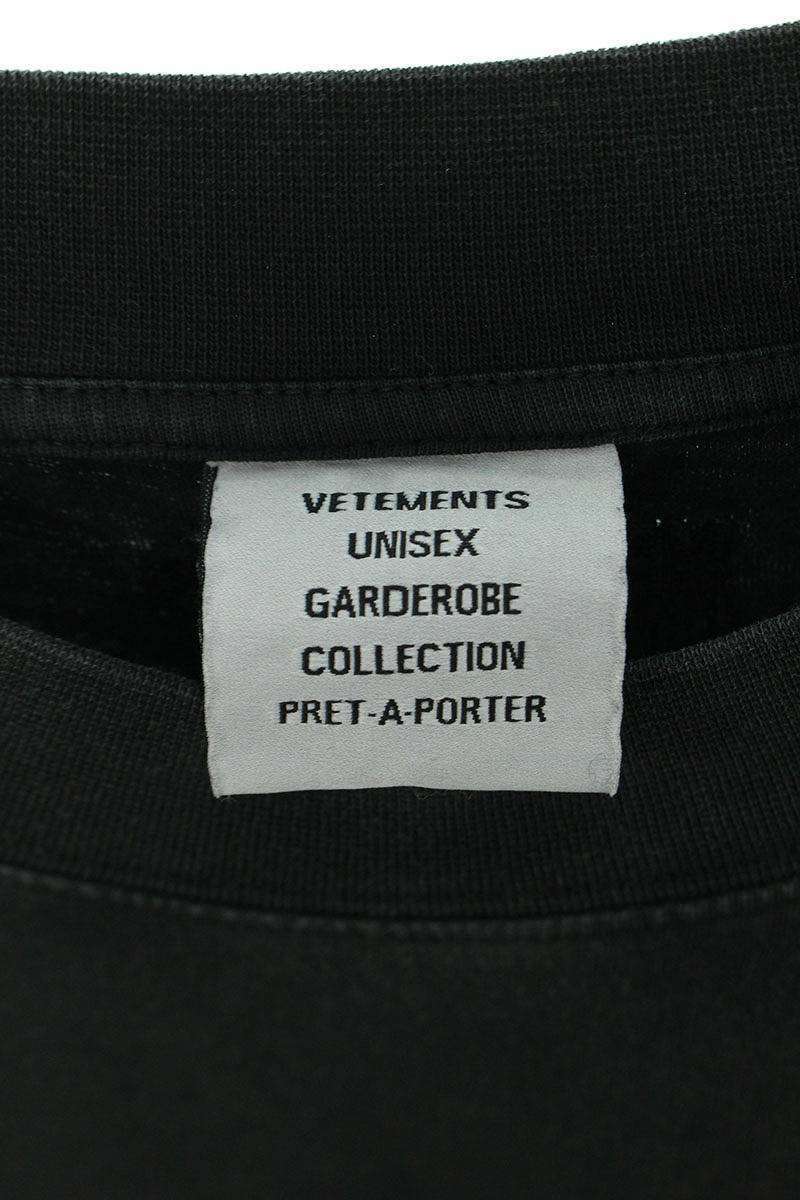 VETEMENTS
UNISEX
GARDEROBE
COLLECTION
PRET-A-PORTER